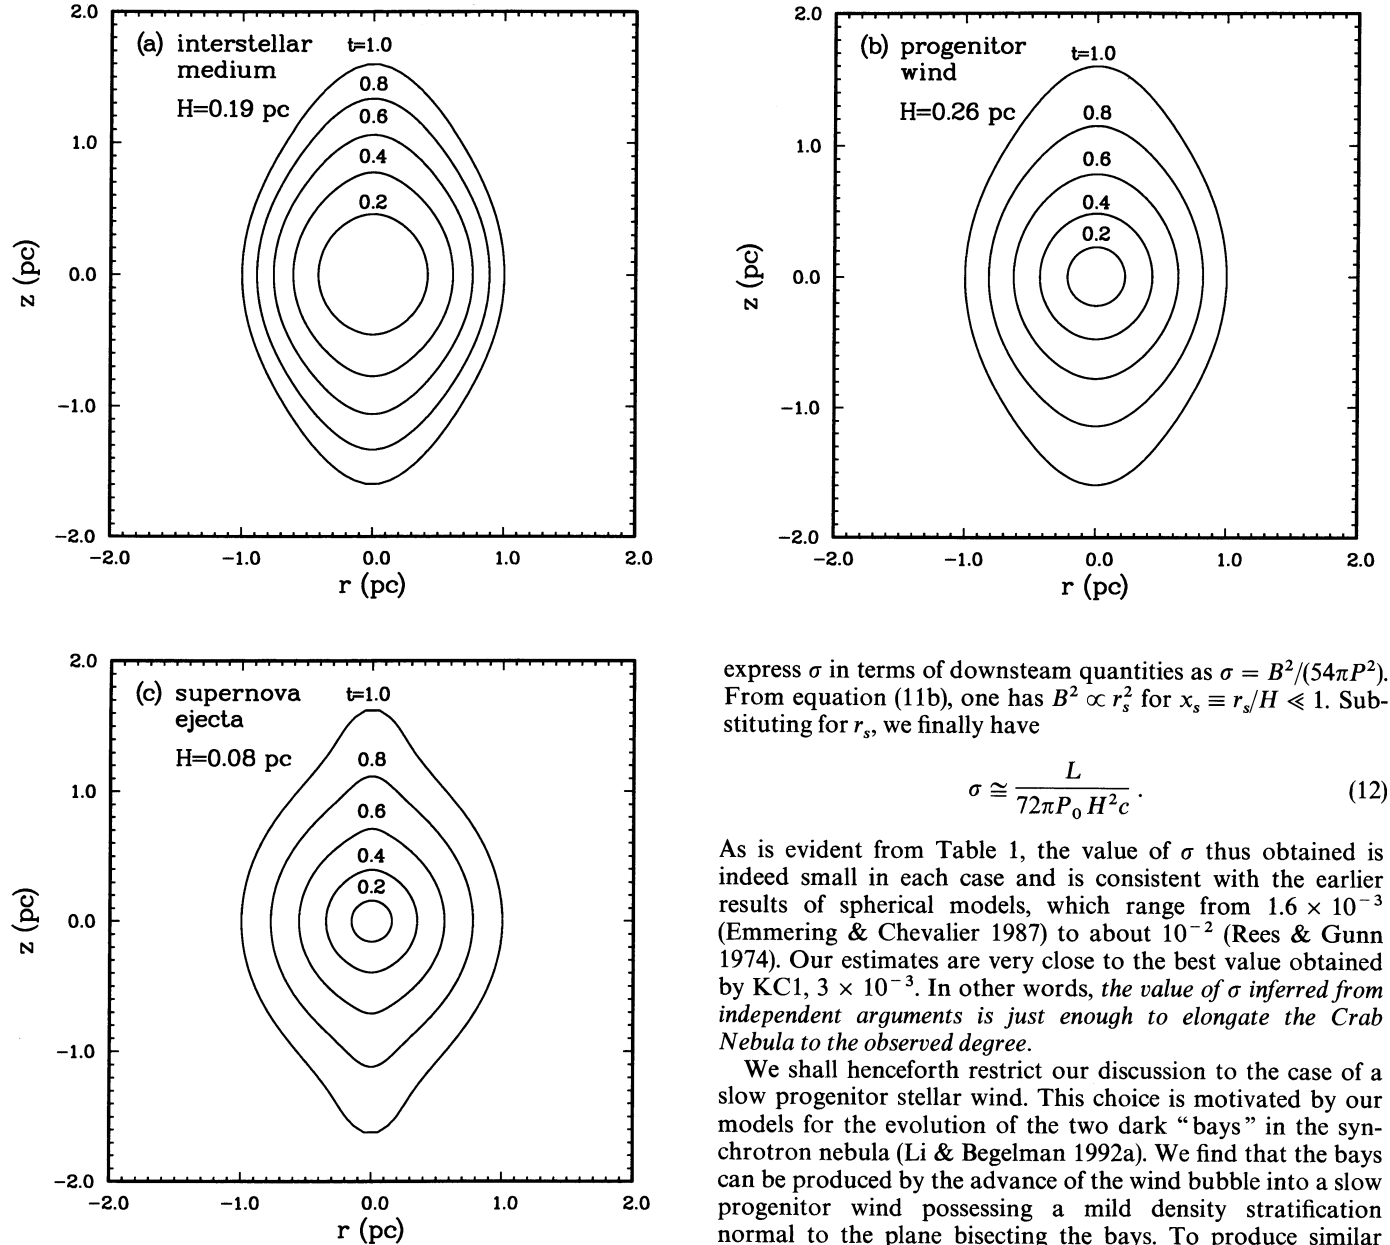 (a) interstellar
medium
H=0.19 pc
t=1.0
0.8
0.6
0.4
0.2
2.0
1.0
0.0
−1.0
−2.0
z (pc)
−2.0 −1.0 0.0 1.0 2.0
r (pc)
(b) progenitor
wind
H=0.26 pc
t=1.0
0.8
0.6
0.4
0.2
2.0
1.0
0.0
−1.0
−2.0
z (pc)
−2.0 −1.0 0.0 1.0 2.0
r (pc)
(c) supernova
ejecta
H=0.08 pc
t=1.0
0.8
0.6
0.4
0.2
2.0
1.0
0.0
−1.0
−2.0
z (pc)
−2.0 −1.0 0.0 1.0 2.0
r (pc)
express σ in terms of downsteam quantities as σ = B²/(54πP²).
From equation (11b), one has B² ∝ r_s² for x_s ≡ r_s/H ≪ 1. Sub-
stituting for r_s, we finally have
σ ≅ L / (72πP₀ H²c) . (12)
As is evident from Table 1, the value of σ thus obtained is
indeed small in each case and is consistent with the earlier
results of spherical models, which range from 1.6 × 10⁻³
(Emmering & Chevalier 1987) to about 10⁻² (Rees & Gunn
1974). Our estimates are very close to the best value obtained
by KC1, 3 × 10⁻³. In other words, the value of σ inferred from
independent arguments is just enough to elongate the Crab
Nebula to the observed degree.
We shall henceforth restrict our discussion to the case of a
slow progenitor stellar wind. This choice is motivated by our
models for the evolution of the two dark “bays” in the syn-
chrotron nebula (Li & Begelman 1992a). We find that the bays
can be produced by the advance of the wind bubble into a slow
progenitor wind possessing a mild density stratification
normal to the plane bisecting the bays. To produce similar